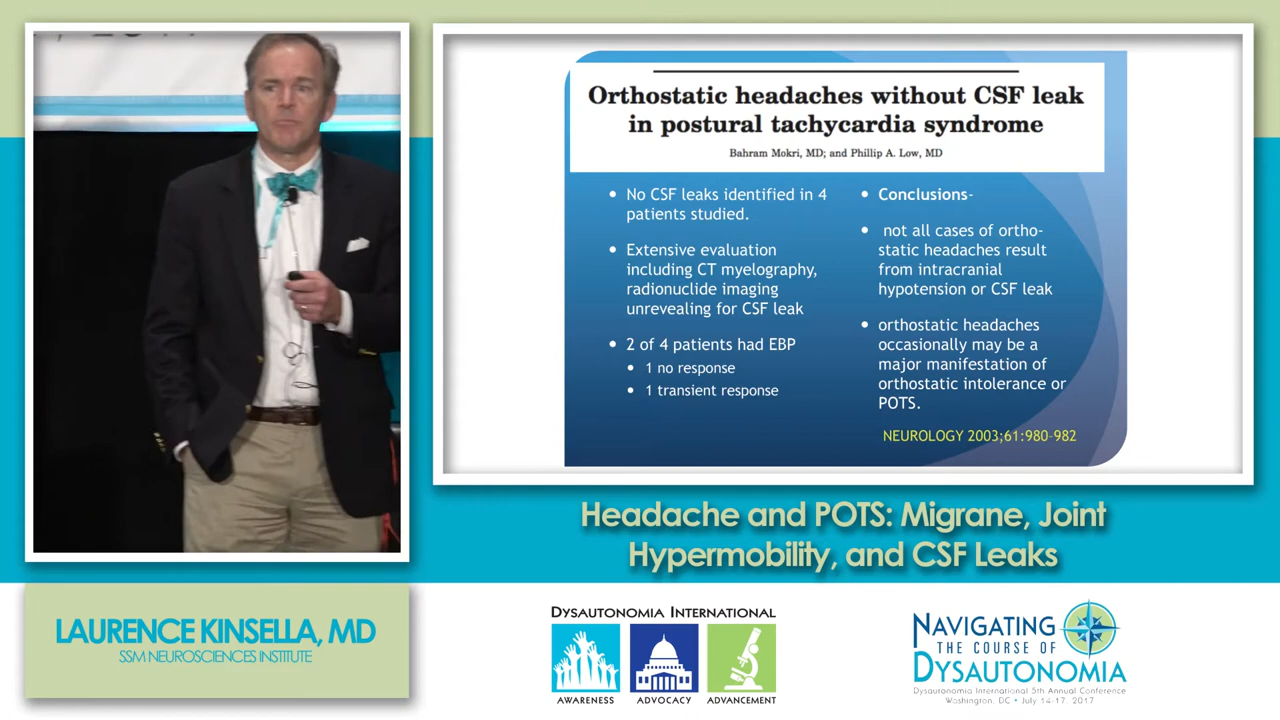 Orthostatic headaches without CSF leak
in postural tachycardia syndrome
Bahram Mokri, MD; and Phillip A. Low, MD
• No CSF leaks identified in 4
patients studied.
• Extensive evaluation
including CT myelography,
radionuclide imaging
unrevealing for CSF leak
• 2 of 4 patients had EBP
• 1 no response
• 1 transient response
• Conclusions-
• not all cases of ortho-
static headaches result
from intracranial
hypotension or CSF leak
• orthostatic headaches
occasionally may be a
major manifestation of
orthostatic intolerance or
POTS.
NEUROLOGY 2003;61:980-982
Headache and POTS: Migrane, Joint
Hypermobility, and CSF Leaks
LAURENCE KINSELLA, MD
SSM NEUROSCIENCES INSTITUTE
DYSAUTONOMIA INTERNATIONAL
AWARENESS ADVOCACY ADVANCEMENT
NAVIGATING
THE COURSE OF
DYSAUTONOMIA
Dysautonomia International 5th Annual Conference
Washington, DC • July 14-17, 2017